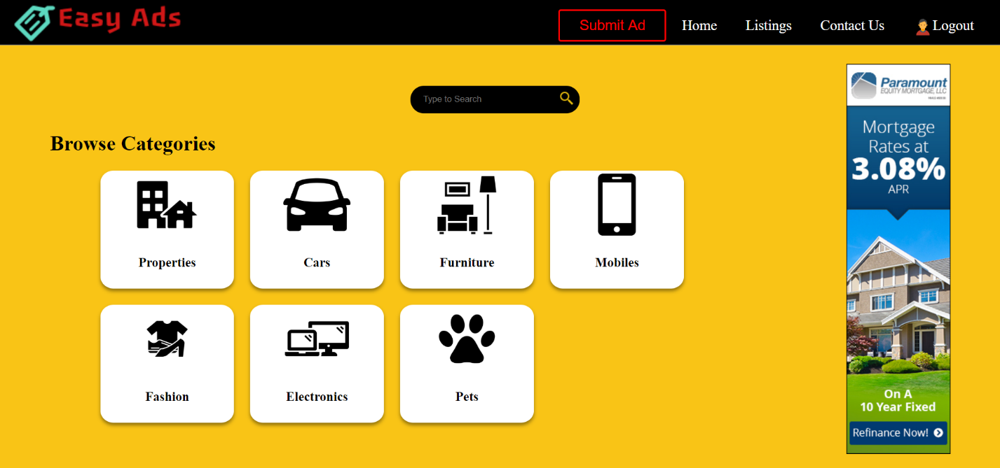 Easy Ads
Submit Ad
Home
Listings
Contact Us
Logout
Type to Search
Browse Categories
Properties
Cars
Furniture
Mobiles
Fashion
Electronics
Pets
Paramount
EQUITY MORTGAGE, LLC
Mortgage
Rates at
3.08%
APR
On A
10 Year Fixed
Refinance Now!